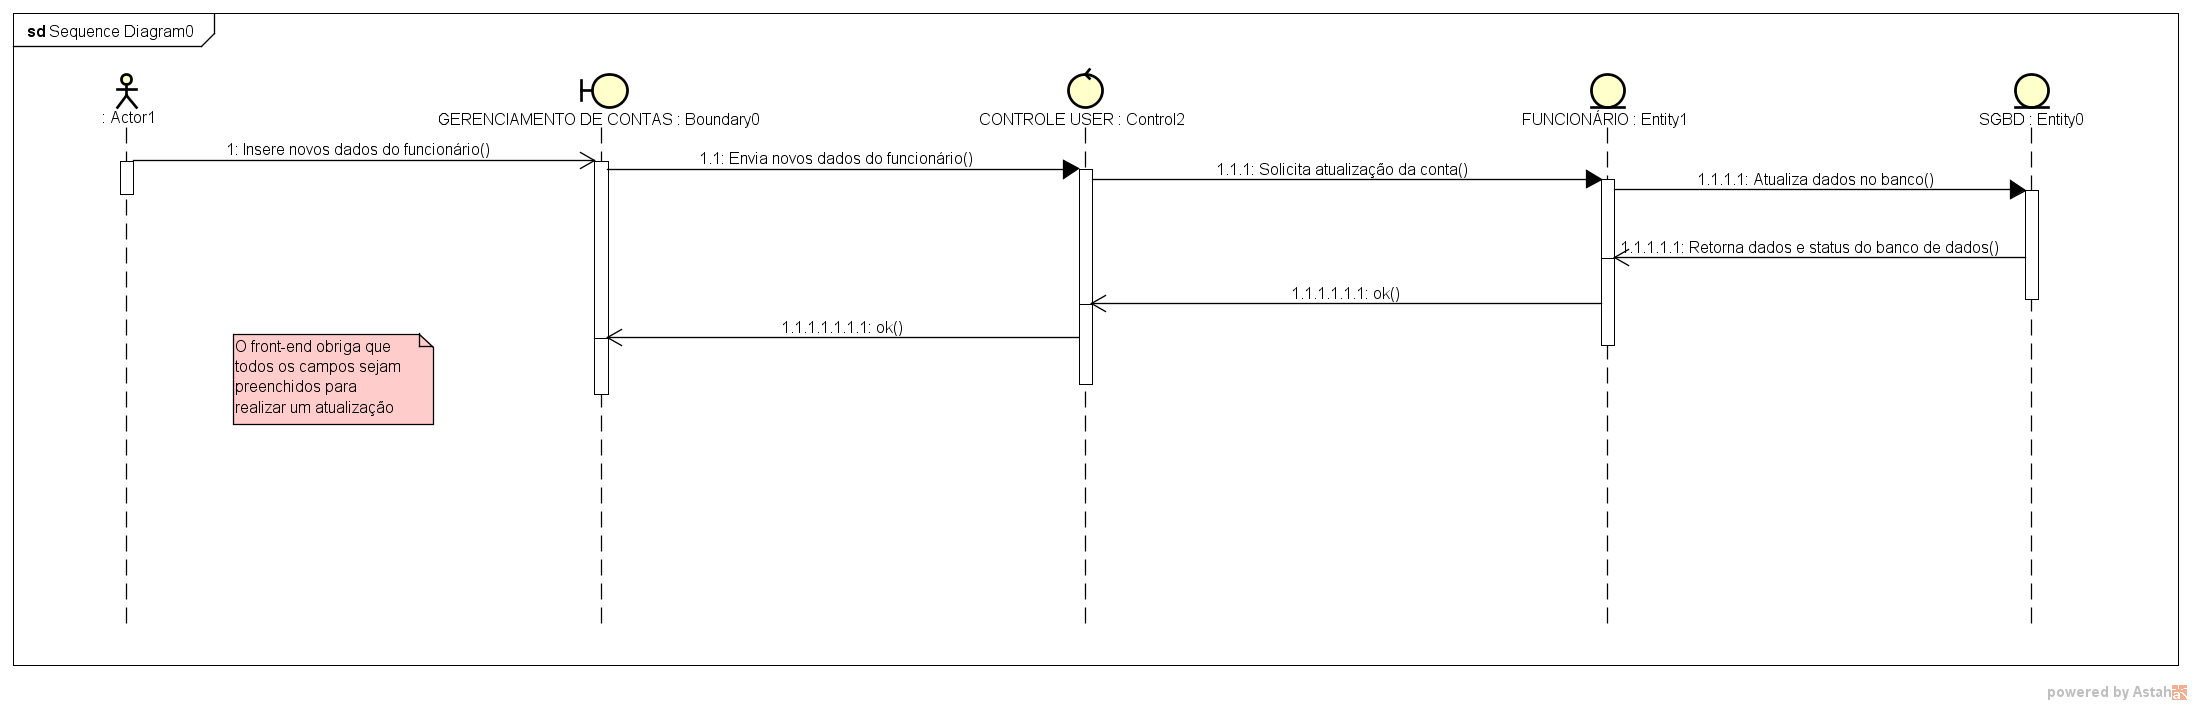 sd Sequence Diagram0
: Actor1
GERENCIAMENTO DE CONTAS : Boundary0
CONTROLE USER : Control2
FUNCIONÁRIO : Entity1
SGBD : Entity0
1: Insere novos dados do funcionário()
1.1: Envia novos dados do funcionário()
1.1.1: Solicita atualização da conta()
1.1.1.1: Atualiza dados no banco()
1.1.1.1.1: Retorna dados e status do banco de dados()
1.1.1.1.1.1: ok()
1.1.1.1.1.1.1: ok()
O front-end obriga que
todos os campos sejam
preenchidos para
realizar um atualização
powered by Astah